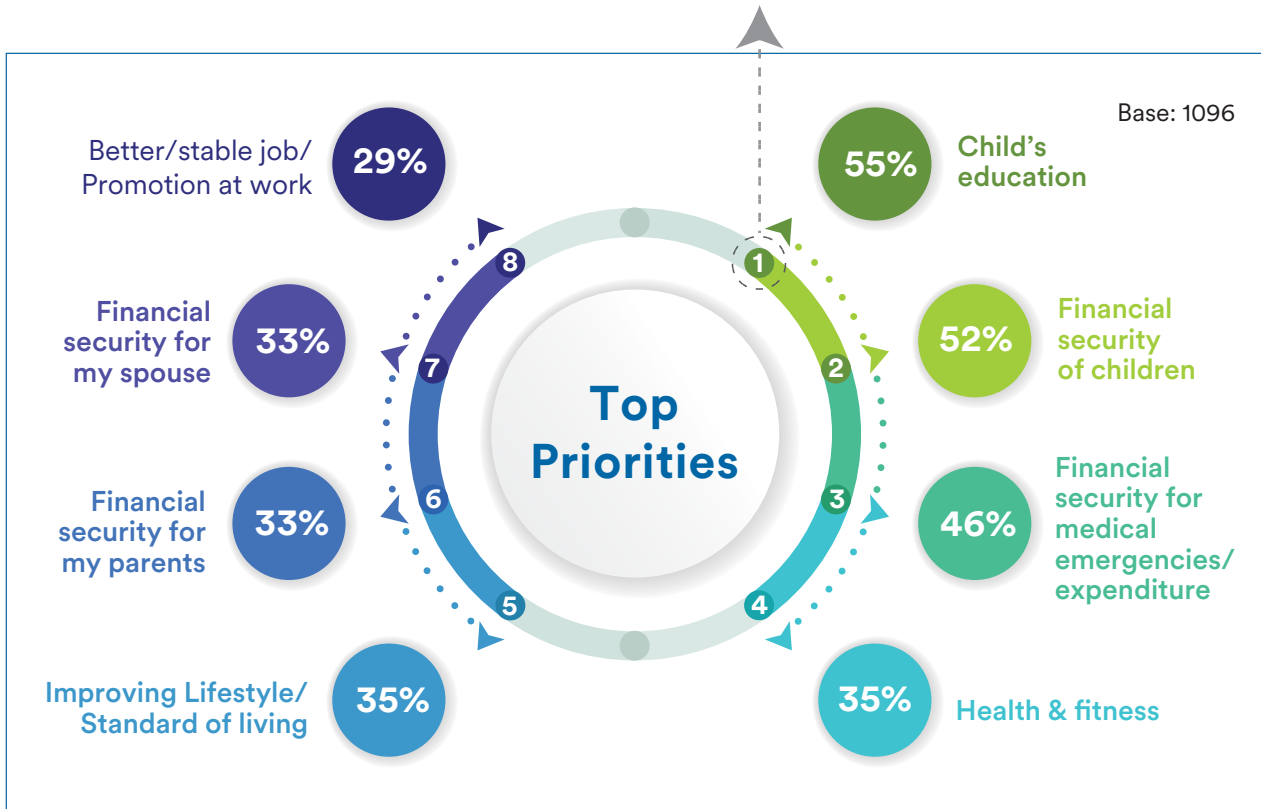 Base: 1096
55%
Child's
education
52%
Financial
security
of children
46%
Financial
security for
medical
emergencies/
expenditure
35%
Health & fitness
35%
Improving Lifestyle/
Standard of living
33%
Financial
security for
my parents
33%
Financial
security for
my spouse
29%
Better/stable job/
Promotion at work
1
2
3
4
5
6
7
8
Top
Priorities